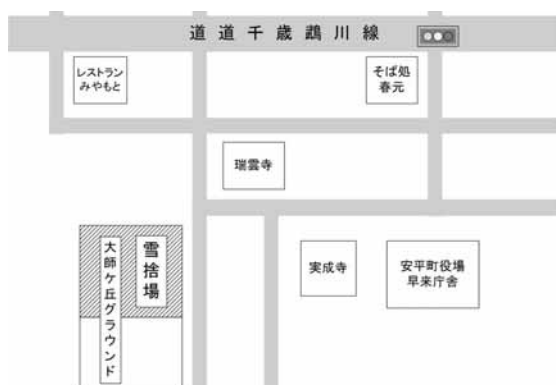 道道千歳鵡川線
レストラン
みやもと
そば処
春元
瑞雲寺
雪捨場
大師ケ丘グラウンド
実成寺
安平町役場
早来庁舎